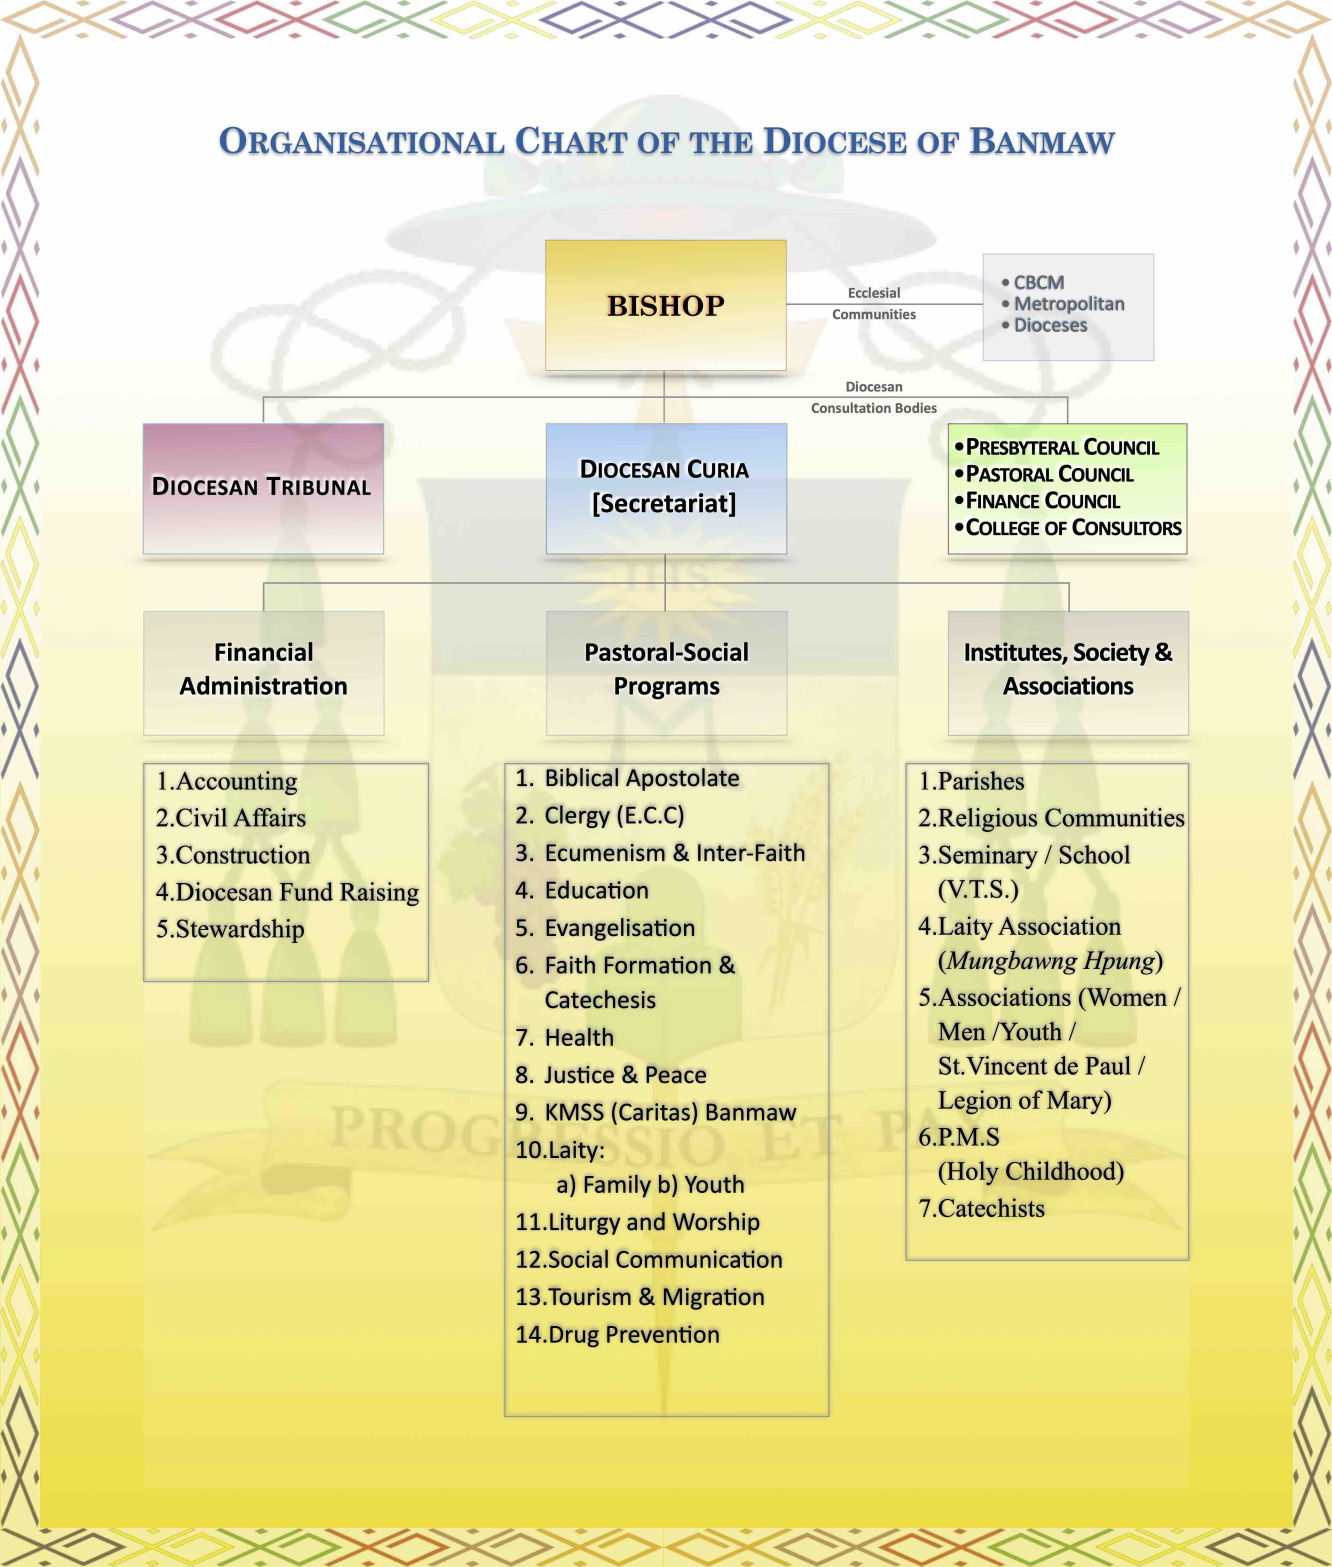 ORGANISATIONAL CHART OF THE DIOCESE OF BANMAW
BISHOP
Ecclesial
Communities
• CBCM
• Metropolitan
• Dioceses
Diocesan
Consultation Bodies
DIOCESAN TRIBUNAL
DIOCESAN CURIA
[Secretariat]
•PRESBYTERAL COUNCIL
•PASTORAL COUNCIL
•FINANCE COUNCIL
•COLLEGE OF CONSULTORS
IHS
Financial
Administration
Pastoral-Social
Programs
Institutes, Society &
Associations
1.Accounting
2.Civil Affairs
3.Construction
4.Diocesan Fund Raising
5.Stewardship
1. Biblical Apostolate
2. Clergy (E.C.C)
3. Ecumenism & Inter-Faith
4. Education
5. Evangelisation
6. Faith Formation &
Catechesis
7. Health
8. Justice & Peace
9. KMSS (Caritas) Banmaw
10.Laity:
a) Family b) Youth
11.Liturgy and Worship
12.Social Communication
13.Tourism & Migration
14.Drug Prevention
1.Parishes
2.Religious Communities
3.Seminary / School
(V.T.S.)
4.Laity Association
(Mungbawng Hpung)
5.Associations (Women /
Men /Youth /
St.Vincent de Paul /
Legion of Mary)
6.P.M.S
(Holy Childhood)
7.Catechists
PROGRESSIO ET